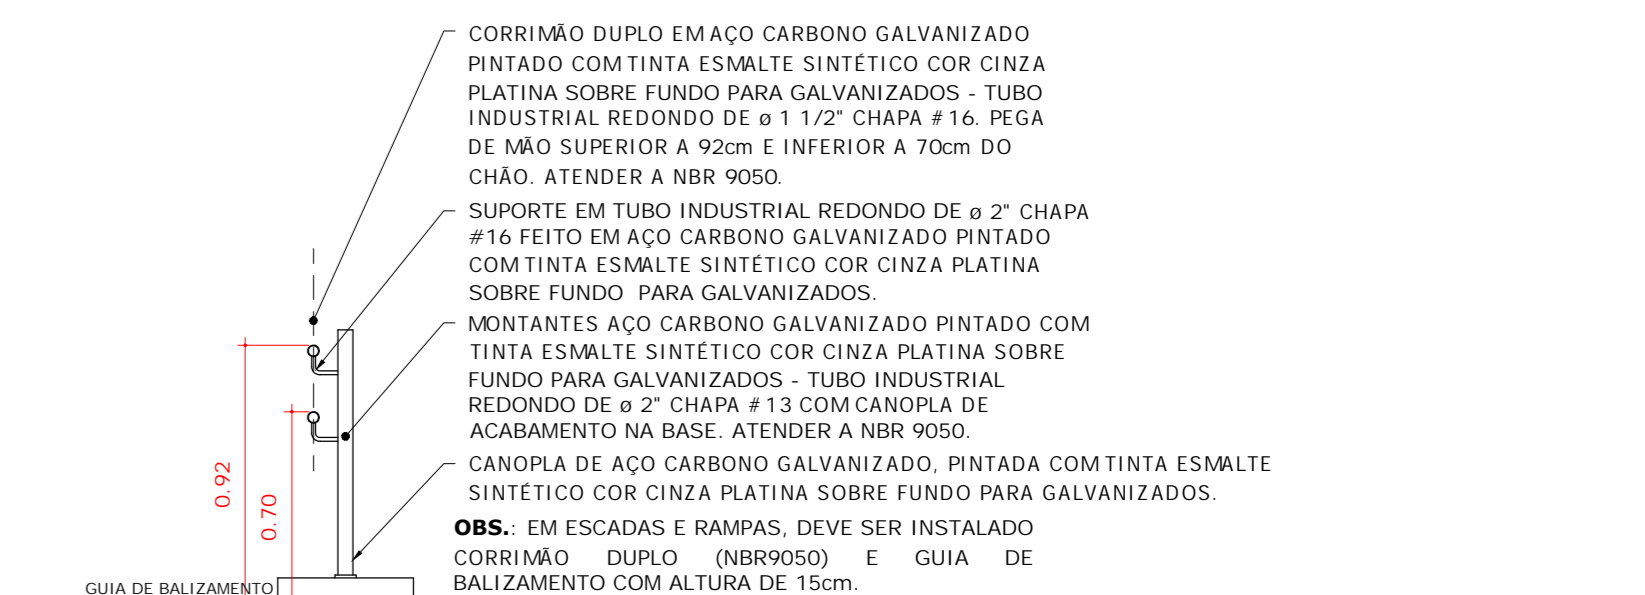 CORRIMÃO DUPLO EM AÇO CARBONO GALVANIZADO
PINTADO COM TINTA ESMALTE SINTÉTICO COR CINZA
PLATINA SOBRE FUNDO PARA GALVANIZADOS - TUBO
INDUSTRIAL REDONDO DE ø 1 1/2" CHAPA #16. PEGA
DE MÃO SUPERIOR A 92cm E INFERIOR A 70cm DO
CHÃO. ATENDER A NBR 9050.
SUPORTE EM TUBO INDUSTRIAL REDONDO DE ø 2" CHAPA
#16 FEITO EM AÇO CARBONO GALVANIZADO PINTADO
COM TINTA ESMALTE SINTÉTICO COR CINZA PLATINA
SOBRE FUNDO PARA GALVANIZADOS.
MONTANTES AÇO CARBONO GALVANIZADO PINTADO COM
TINTA ESMALTE SINTÉTICO COR CINZA PLATINA SOBRE
FUNDO PARA GALVANIZADOS - TUBO INDUSTRIAL
REDONDO DE ø 2" CHAPA #13 COM CANOPLA DE
ACABAMENTO NA BASE. ATENDER A NBR 9050.
CANOPLA DE AÇO CARBONO GALVANIZADO, PINTADA COM TINTA ESMALTE
SINTÉTICO COR CINZA PLATINA SOBRE FUNDO PARA GALVANIZADOS.
OBS.: EM ESCADAS E RAMPAS, DEVE SER INSTALADO
CORRIMÃO DUPLO (NBR9050) E GUIA DE
BALIZAMENTO COM ALTURA DE 15cm.
0.92
0.70
GUIA DE BALIZAMENTO